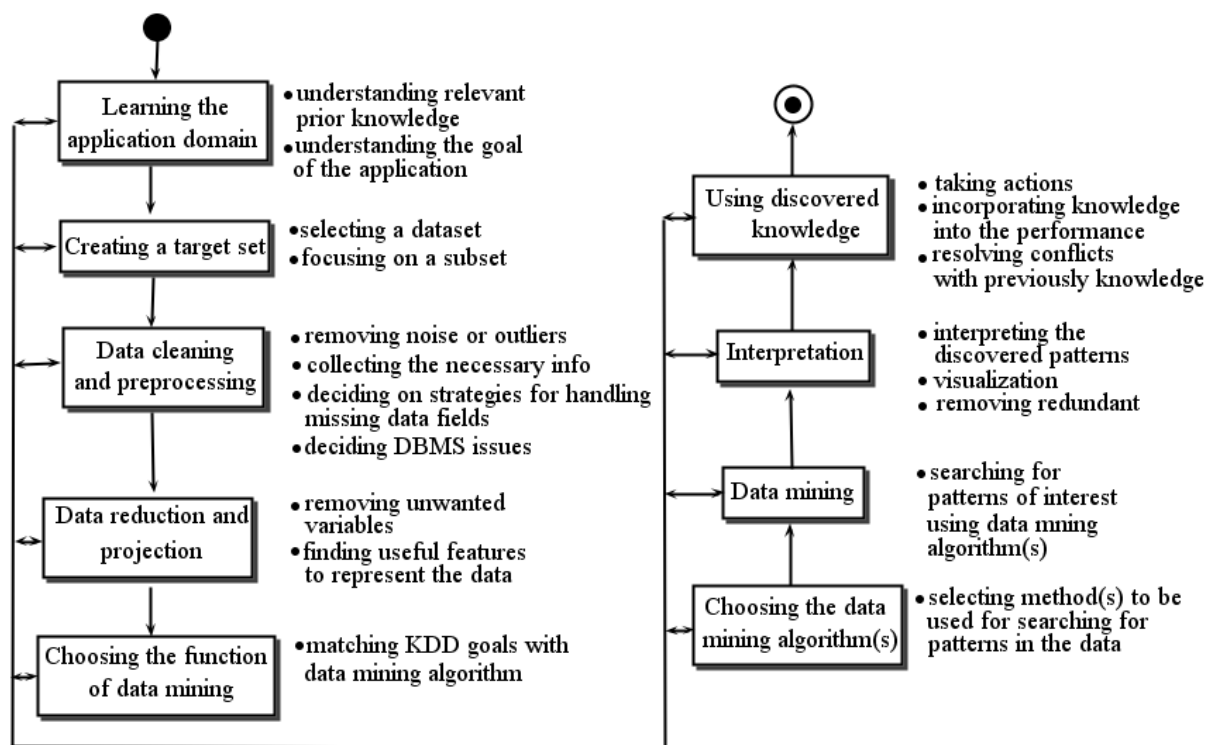 Learning the
application domain
• understanding relevant
prior knowledge
• understanding the goal
of the application
Creating a target set
• selecting a dataset
• focusing on a subset
Data cleaning
and preprocessing
• removing noise or outliers
• collecting the necessary info
• deciding on strategies for handling
missing data fields
• deciding DBMS issues
Data reduction and
projection
• removing unwanted
variables
• finding useful features
to represent the data
Choosing the function
of data mining
• matching KDD goals with
data mining algorithm
Using discovered
knowledge
• taking actions
• incorporating knowledge
into the performance
• resolving conflicts
with previously knowledge
Interpretation
• interpreting the
discovered patterns
• visualization
• removing redundant
Data mining
• searching for
patterns of interest
using data mning
algorithm(s)
Choosing the data
mining algorithm(s)
• selecting method(s) to be
used for searching for
patterns in the data